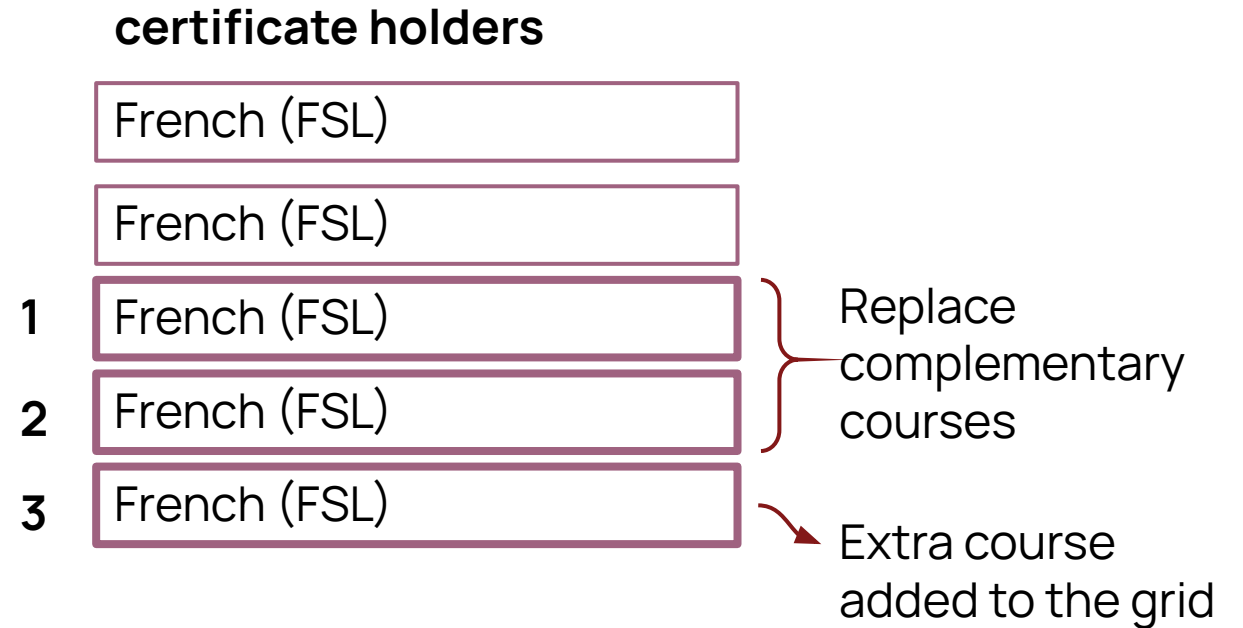 certificate holders
French (FSL)
French (FSL)
1 French (FSL)
2 French (FSL)
3 French (FSL)
Replace
complementary
courses
Extra course
added to the grid